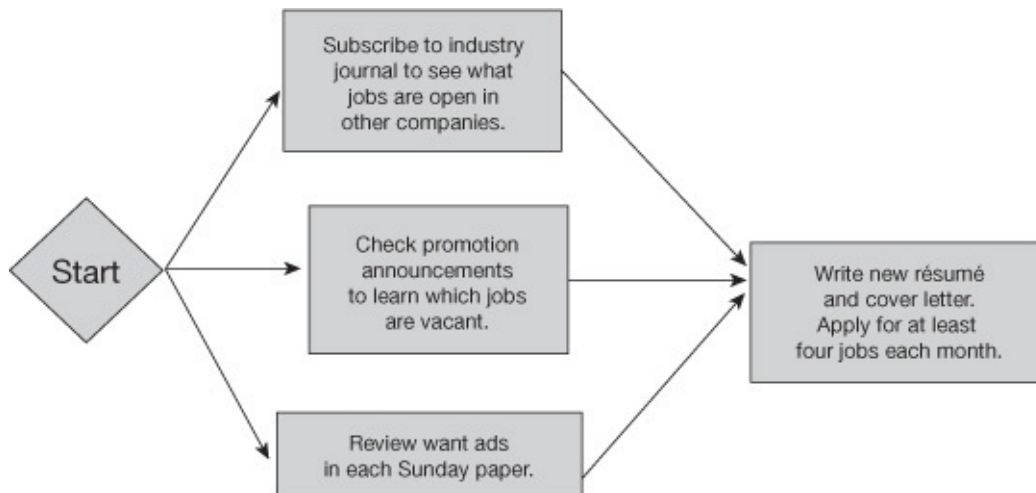 Subscribe to industry
journal to see what
jobs are open in
other companies.
Start
Check promotion
announcements
to learn which jobs
are vacant.
Write new résumé
and cover letter.
Apply for at least
four jobs each month.
Review want ads
in each Sunday paper.